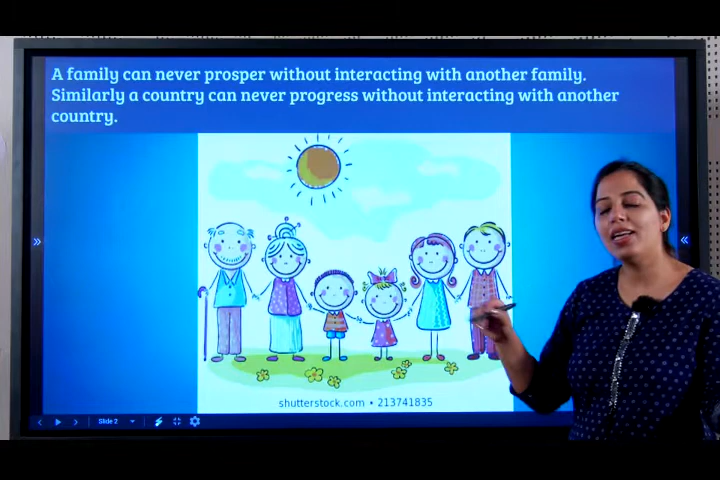 A family can never prosper without interacting with another family.
Similarly a country can never progress without interacting with another
country.
shutterstock.com • 213741835
Slide 2